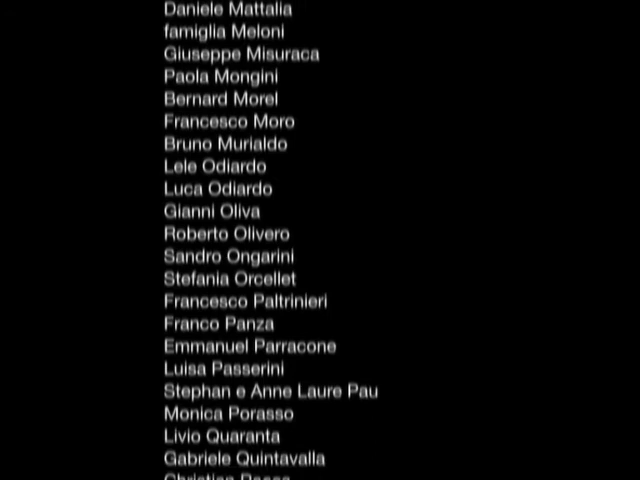 Daniele Mattalia
famiglia Meloni
Giuseppe Misuraca
Paola Mongini
Bernard Morel
Francesco Moro
Bruno Murialdo
Lele Odiardo
Luca Odiardo
Gianni Oliva
Roberto Olivero
Sandro Ongarini
Stefania Orcellet
Francesco Paltrinieri
Franco Panza
Emmanuel Parracone
Luisa Passerini
Stephan e Anne Laure Pau
Monica Porasso
Livio Quaranta
Gabriele Quintavalla